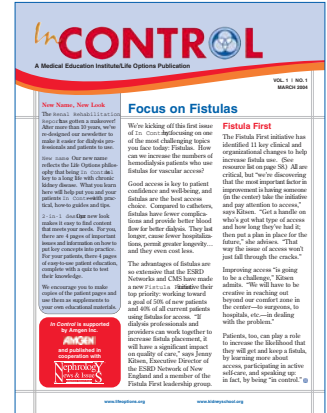 In CONTROL
A Medical Education Institute/Life Options Publication
VOL. 1 | NO. 1
MARCH 2004
New Name, New Look
The Renal Rehabilitation
Report has gotten a makeover!
After more than 10 years, we're
re-designed our newsletter to
make it easier for dialysis pro-
fessionals and patients to use.
New name Our new name
reflects the Life Options philos-
ophy that being In Control is
key to a long life with chronic
kidney disease. What you learn
here will help you and your
patients In Control with prac-
tical, how-to guides and tips.
2-in-1 design Our new look
makes it easy to find content
that meets your needs. For you,
there are 4 pages of important
issues and information on how to
put key concepts into practice.
For your patients, there are 4 pages
of easy-to-use patient education,
complete with a quiz to test
their knowledge.
We encourage you to make
copies of the patient pages and
use them as supplements to
your own educational materials.
In Control is supported
by Amgen Inc.
AMGEN
and published in
cooperation with
Nephrology
News & Issues
Focus on Fistulas
We're kicking off this first issue
of In Control by focusing on one
of the most challenging topics
you face today: Fistulas. How
can we increase the numbers of
hemodialysis patients who use
fistulas for vascular access?
Good access is key to patient
confidence and well-being, and
fistulas are the best access
choice. Compared to catheters,
fistulas have fewer complica-
tions and provide better blood
flow for better dialysis. They last
longer, cause fewer hospitaliza-
tions, permit greater longevity...
and they even cost less.
The advantages of fistulas are
so extensive that the ESRD
Networks and CMS have made
a new Fistula First initiative their
top priority: working toward
a goal of 50% of new patients
and 40% of all current patients
using fistulas for access. "If
dialysis professionals and
providers can work together to
increase fistula placement, it
will have a significant impact
on quality of care," says Jenny
Kitsen, Executive Director of
the ESRD Network of New
England and a member of the
Fistula First leadership group.
Fistula First
The Fistula First initiative has
identified 11 key clinical and
organizational changes to help
increase fistula use. (See
resource list on page S8.) All are
critical, but "we're discovering
that the most important factor in
improvement is having someone
(in the center) take the initiative
and pay attention to access,"
says Kitsen. "Get a handle on
who's got what type of access
and how long they've had it;
then put a plan in place for the
future," she advises. "That
way the issue of access won't
just fall through the cracks."
Improving access "is going
to be a challenge," Kitsen
admits. "We will have to be
creative in reaching out
beyond our comfort zone in
the center—to surgeons, to
hospitals, etc.—in dealing
with the problem."
Patients, too, can play a role
to increase the likelihood that
they will get and keep a fistula,
by learning more about
access, participating in active
self-care, and speaking up:
in fact, by being "in control."
www.lifeoptions.org
www.kidneyschool.org